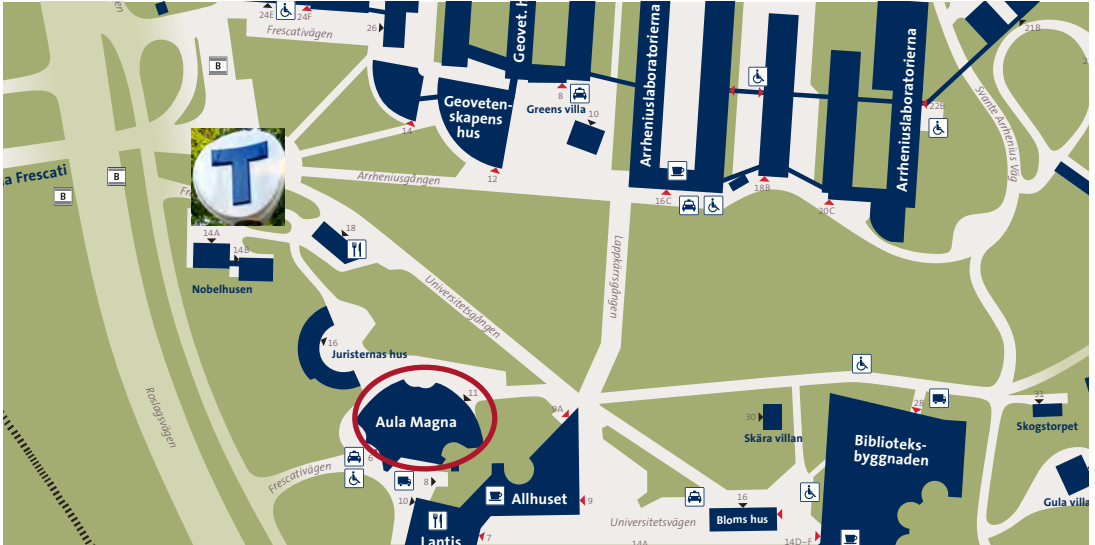 24E
24F
Frescativägen
26
Geovet. h
Arrheniuslaboratorierna
Arrheniuslaboratorierna
21B
B
Geoveten-
skapens
hus
14
12
8
Greens villa
10
22B
Svante Arrhenius Väg
a Frescati
B
B
T
Arrheniusgången
16C
18B
20C
14A
14B
Nobelhusen
18
Universitetsgången
Lappkärrsgången
16
Juristernas hus
11
Aula Magna
9A
Roslagsvägen
Frescativägen
6
8
10
Allhuset
9
Lantis
7
30
Skära villan
28
Biblioteks-
byggnaden
31
Skogstorpet
Gula villa
16
Bloms hus
Universitetsvägen
14A
14D–F